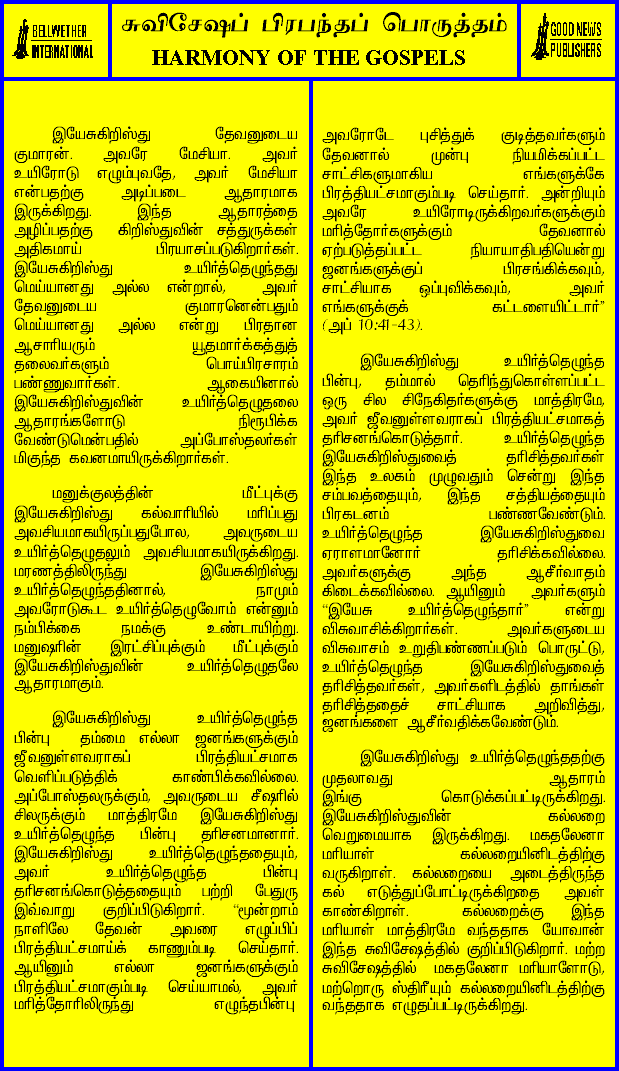 BELLWETHER
INTERNATIONAL
சுவிசேஷப் பிரபந்தப் பொருத்தம்
HARMONY OF THE GOSPELS
GOOD NEWS
PUBLISHERS
இயேசுகிறிஸ்து தேவனுடைய
குமாரன். அவரே மேசியா. அவர்
உயிரோடு எழும்புவதே, அவர் மேசியா
என்பதற்கு அடிப்படை ஆதாரமாக
இருக்கிறது. இந்த ஆதாரத்தை
அழிப்பதற்கு கிறிஸ்துவின் சத்துருக்கள்
அதிகமாய் பிரயாசப்படுகிறார்கள்.
இயேசுகிறிஸ்து உயிர்த்தெழுந்தது
மெய்யானது அல்ல என்றால், அவர்
தேவனுடைய குமாரனென்பதும்
மெய்யானது அல்ல என்று பிரதான
ஆசாரியரும் யூதமார்க்கத்துத்
தலைவர்களும் பொய்பிரசாரம்
பண்ணுவார்கள். ஆகையினால்
இயேசுகிறிஸ்துவின் உயிர்த்தெழுதலை
ஆதாரங்களோடு நிரூபிக்க
வேண்டுமென்பதில் அப்போஸ்தலர்கள்
மிகுந்த கவனமாயிருக்கிறார்கள்.
மனுக்குலத்தின் மீட்புக்கு
இயேசுகிறிஸ்து கல்வாரியில் மரிப்பது
அவசியமாகயிருப்பதுபோல, அவருடைய
உயிர்த்தெழுதலும் அவசியமாகயிருக்கிறது.
மரணத்திலிருந்து இயேசுகிறிஸ்து
உயிர்த்தெழுந்ததினால், நாமும்
அவரோடுகூட உயிர்த்தெழுவோம் என்னும்
நம்பிக்கை நமக்கு உண்டாயிற்று.
மனுஷரின் இரட்சிப்புக்கும் மீட்புக்கும்
இயேசுகிறிஸ்துவின் உயிர்த்தெழுதலே
ஆதாரமாகும்.
இயேசுகிறிஸ்து உயிர்த்தெழுந்த
பின்பு தம்மை எல்லா ஜனங்களுக்கும்
ஜீவனுள்ளவராகப் பிரத்தியட்சமாக
வெளிப்படுத்திக் காண்பிக்கவில்லை.
அப்போஸ்தலருக்கும், அவருடைய சீஷரில்
சிலருக்கும் மாத்திரமே இயேசுகிறிஸ்து
உயிர்த்தெழுந்த பின்பு தரிசனமானார்.
இயேசுகிறிஸ்து உயிர்த்தெழுந்ததையும்,
அவர் உயிர்த்தெழுந்த பின்பு
தரிசனங்கொடுத்ததையும் பற்றி பேதுரு
இவ்வாறு குறிப்பிடுகிறார். "மூன்றாம்
நாளிலே தேவன் அவரை எழுப்பிப்
பிரத்தியட்சமாய்க் காணும்படி செய்தார்.
ஆயினும் எல்லா ஜனங்களுக்கும்
பிரத்தியட்சமாகும்படி செய்யாமல், அவர்
மரித்தோரிலிருந்து எழுந்தபின்பு
அவரோடே புசித்துக் குடித்தவர்களும்
தேவனால் முன்பு நியமிக்கப்பட்ட
சாட்சிகளுமாகிய எங்களுக்கே
பிரத்தியட்சமாகும்படி செய்தார். அன்றியும்
அவரே உயிரோடிருக்கிறவர்களுக்கும்
மரித்தோர்களுக்கும் தேவனால்
ஏற்படுத்தப்பட்ட நியாயாதிபதியென்று
ஜனங்களுக்குப் பிரசங்கிக்கவும்,
சாட்சியாக ஒப்புவிக்கவும், அவர்
எங்களுக்குக் கட்டளையிட்டார்"
(அப் 10:41-43).
இயேசுகிறிஸ்து உயிர்த்தெழுந்த
பின்பு, தம்மால் தெரிந்துகொள்ளப்பட்ட
ஒரு சில சிநேகிதர்களுக்கு மாத்திரமே,
அவர் ஜீவனுள்ளவராகப் பிரத்தியட்சமாகத்
தரிசனங்கொடுத்தார். உயிர்த்தெழுந்த
இயேசுகிறிஸ்துவைத் தரிசித்தவர்கள்
இந்த உலகம் முழுவதும் சென்று இந்த
சம்பவத்தையும், இந்த சத்தியத்தையும்
பிரகடனம் பண்ணவேண்டும்.
உயிர்த்தெழுந்த இயேசுகிறிஸ்துவை
ஏராளமானோர் தரிசிக்கவில்லை.
அவர்களுக்கு அந்த ஆசீர்வாதம்
கிடைக்கவில்லை. ஆயினும் அவர்களும்
"இயேசு உயிர்த்தெழுந்தார்" என்று
விசுவாசிக்கிறார்கள். அவர்களுடைய
விசுவாசம் உறுதிபண்ணப்படும் பொருட்டு,
உயிர்த்தெழுந்த இயேசுகிறிஸ்துவைத்
தரிசித்தவர்கள், அவர்களிடத்தில் தாங்கள்
தரிசித்ததைச் சாட்சியாக அறிவித்து,
ஜனங்களை ஆசீர்வதிக்கவேண்டும்.
இயேசுகிறிஸ்து உயிர்த்தெழுந்ததற்கு
முதலாவது ஆதாரம்
இங்கு கொடுக்கப்பட்டிருக்கிறது.
இயேசுகிறிஸ்துவின் கல்லறை
வெறுமையாக இருக்கிறது. மகதலேனா
மரியாள் கல்லறையினிடத்திற்கு
வருகிறாள். கல்லறையை அடைத்திருந்த
கல் எடுத்துப்போட்டிருக்கிறதை அவள்
காண்கிறாள். கல்லறைக்கு இந்த
மரியாள் மாத்திரமே வந்ததாக யோவான்
இந்த சுவிசேஷத்தில் குறிப்பிடுகிறார். மற்ற
சுவிசேஷத்தில் மகதலேனா மரியாளோடு,
மற்றொரு ஸ்திரீயும் கல்லறையினிடத்திற்கு
வந்ததாக எழுதப்பட்டிருக்கிறது.